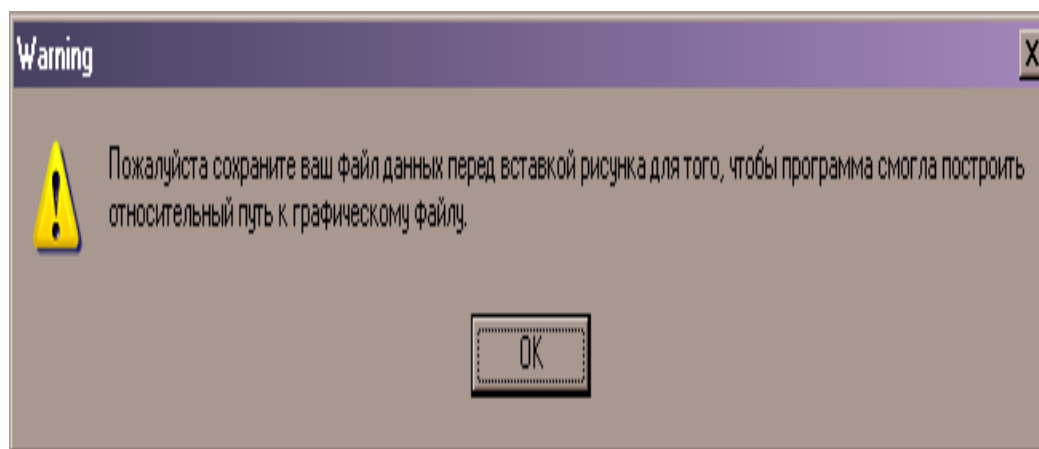 Warning
Пожалуйста сохраните ваш файл данных перед вставкой рисунка для того, чтобы программа смогла построить
относительный путь к графическому файлу.
OK